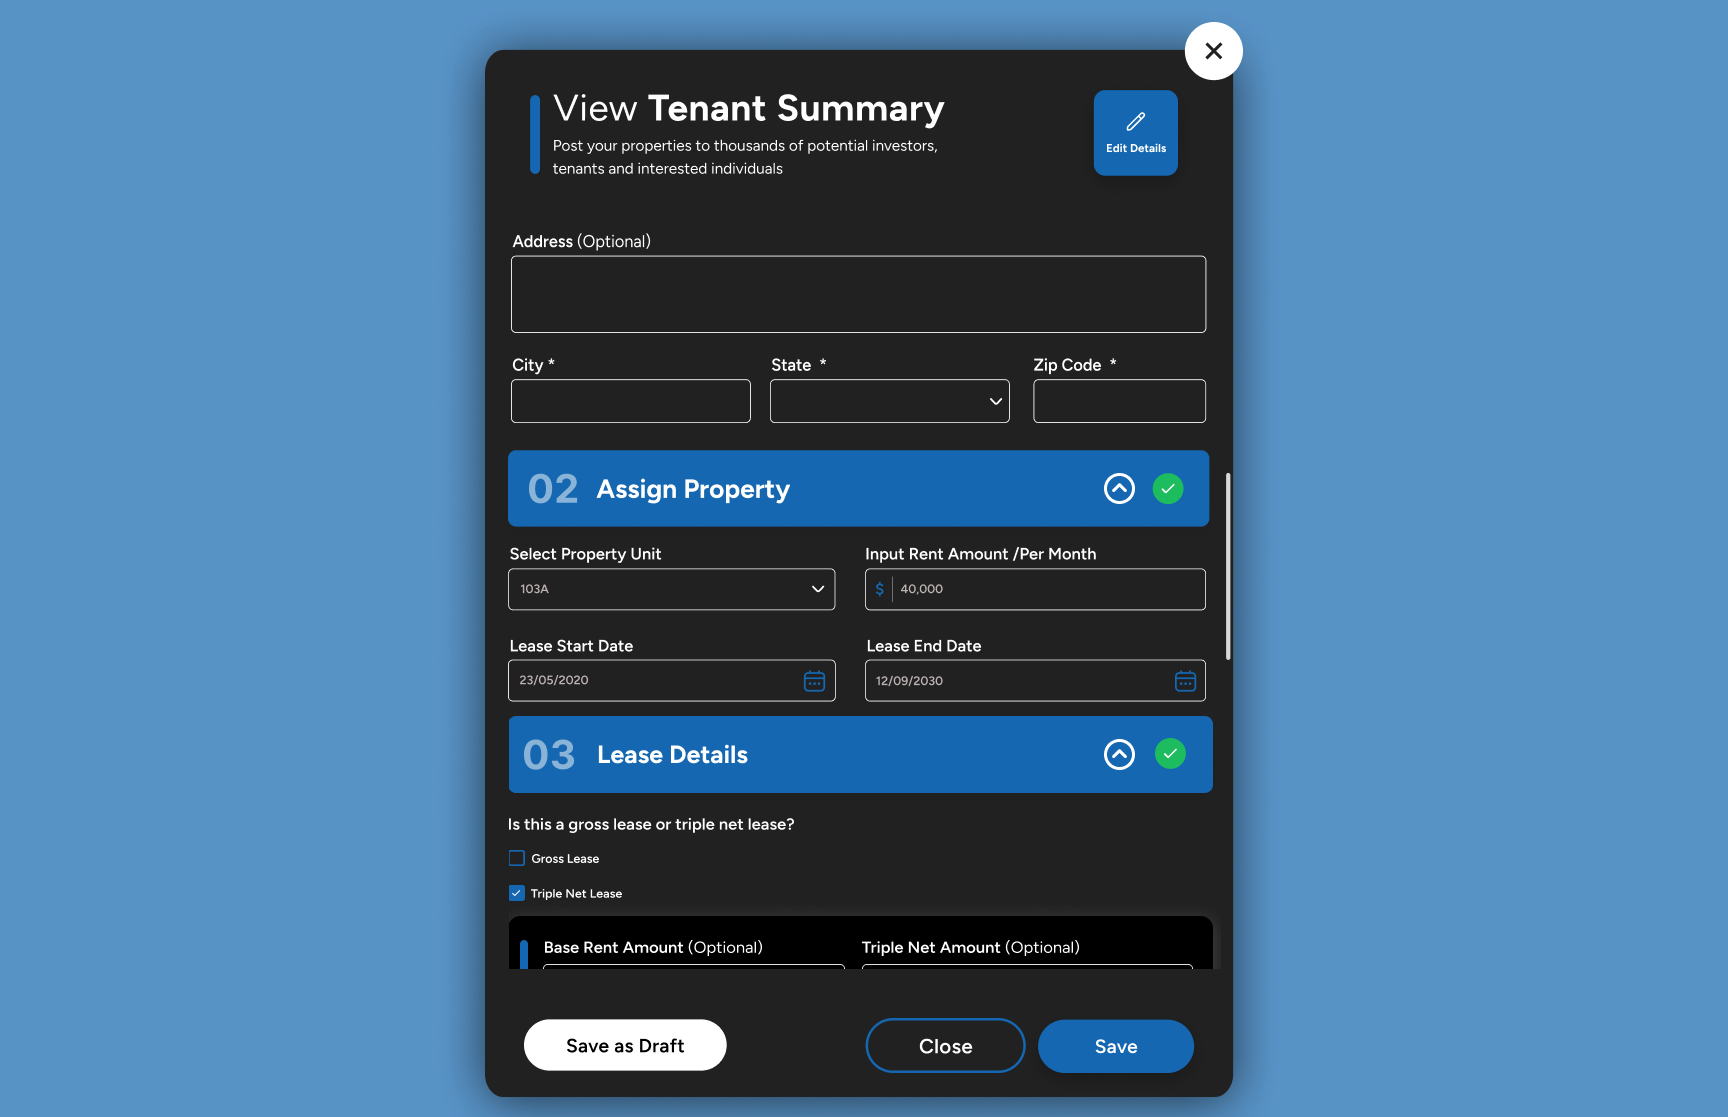 View Tenant Summary
Post your properties to thousands of potential investors,
tenants and interested individuals
Edit Details
Address (Optional)
City *
State *
Zip Code *
02 Assign Property
Select Property Unit
Input Rent Amount /Per Month
103A
$ 40,000
Lease Start Date
Lease End Date
23/05/2020
12/09/2030
03 Lease Details
Is this a gross lease or triple net lease?
Gross Lease
Triple Net Lease
Base Rent Amount (Optional)
Triple Net Amount (Optional)
Save as Draft
Close
Save